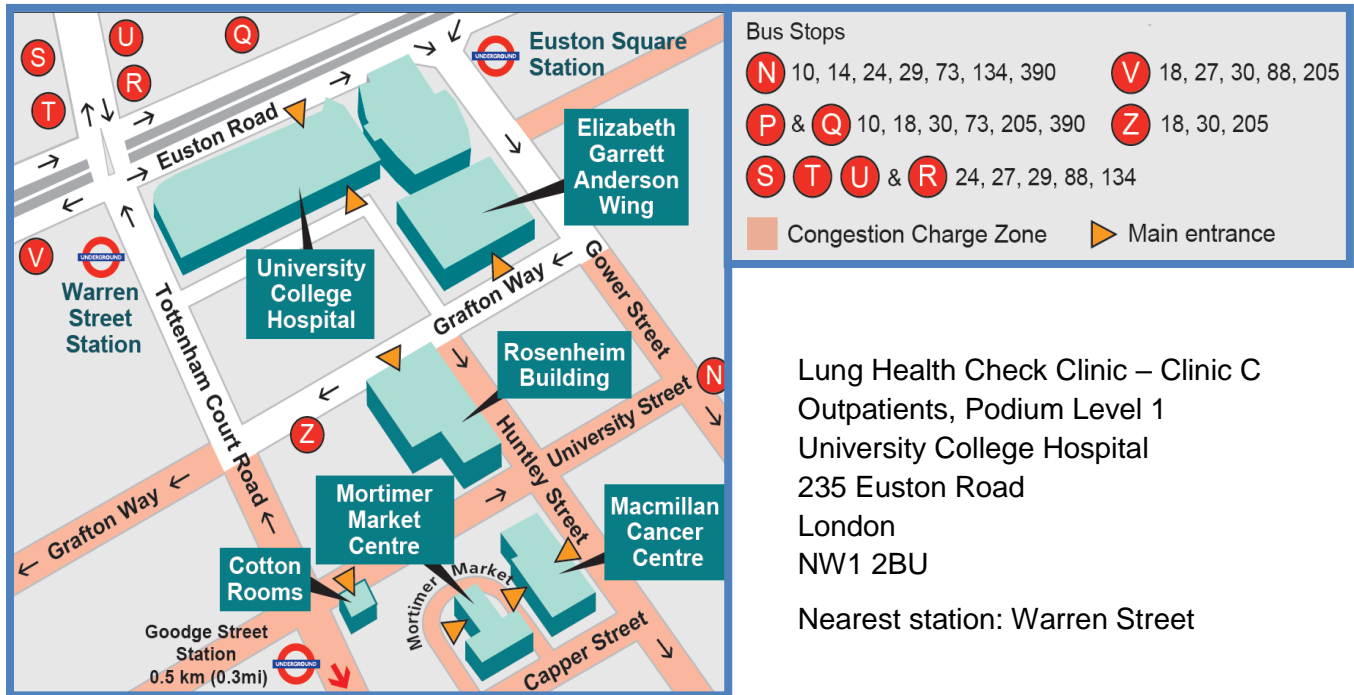 S
U
Q
T
R
UNDERGROUND
Euston Square
Station
Euston Road
Elizabeth
Garrett
Anderson
Wing
V
UNDERGROUND
Warren
Street
Station
University
College
Hospital
Tottenham Court Road
Grafton Way
Gower Street
Rosenheim
Building
N
Z
University Street
Huntley Street
Grafton Way
Mortimer
Market
Centre
Macmillan
Cancer
Centre
Cotton
Rooms
Mortimer Market
Goodge Street
Station
0.5 km (0.3mi)
UNDERGROUND
Capper Street
Bus Stops
N 10, 14, 24, 29, 73, 134, 390
V 18, 27, 30, 88, 205
P & Q 10, 18, 30, 73, 205, 390
Z 18, 30, 205
S T U & R 24, 27, 29, 88, 134
Congestion Charge Zone
Main entrance
Lung Health Check Clinic – Clinic C
Outpatients, Podium Level 1
University College Hospital
235 Euston Road
London
NW1 2BU
Nearest station: Warren Street